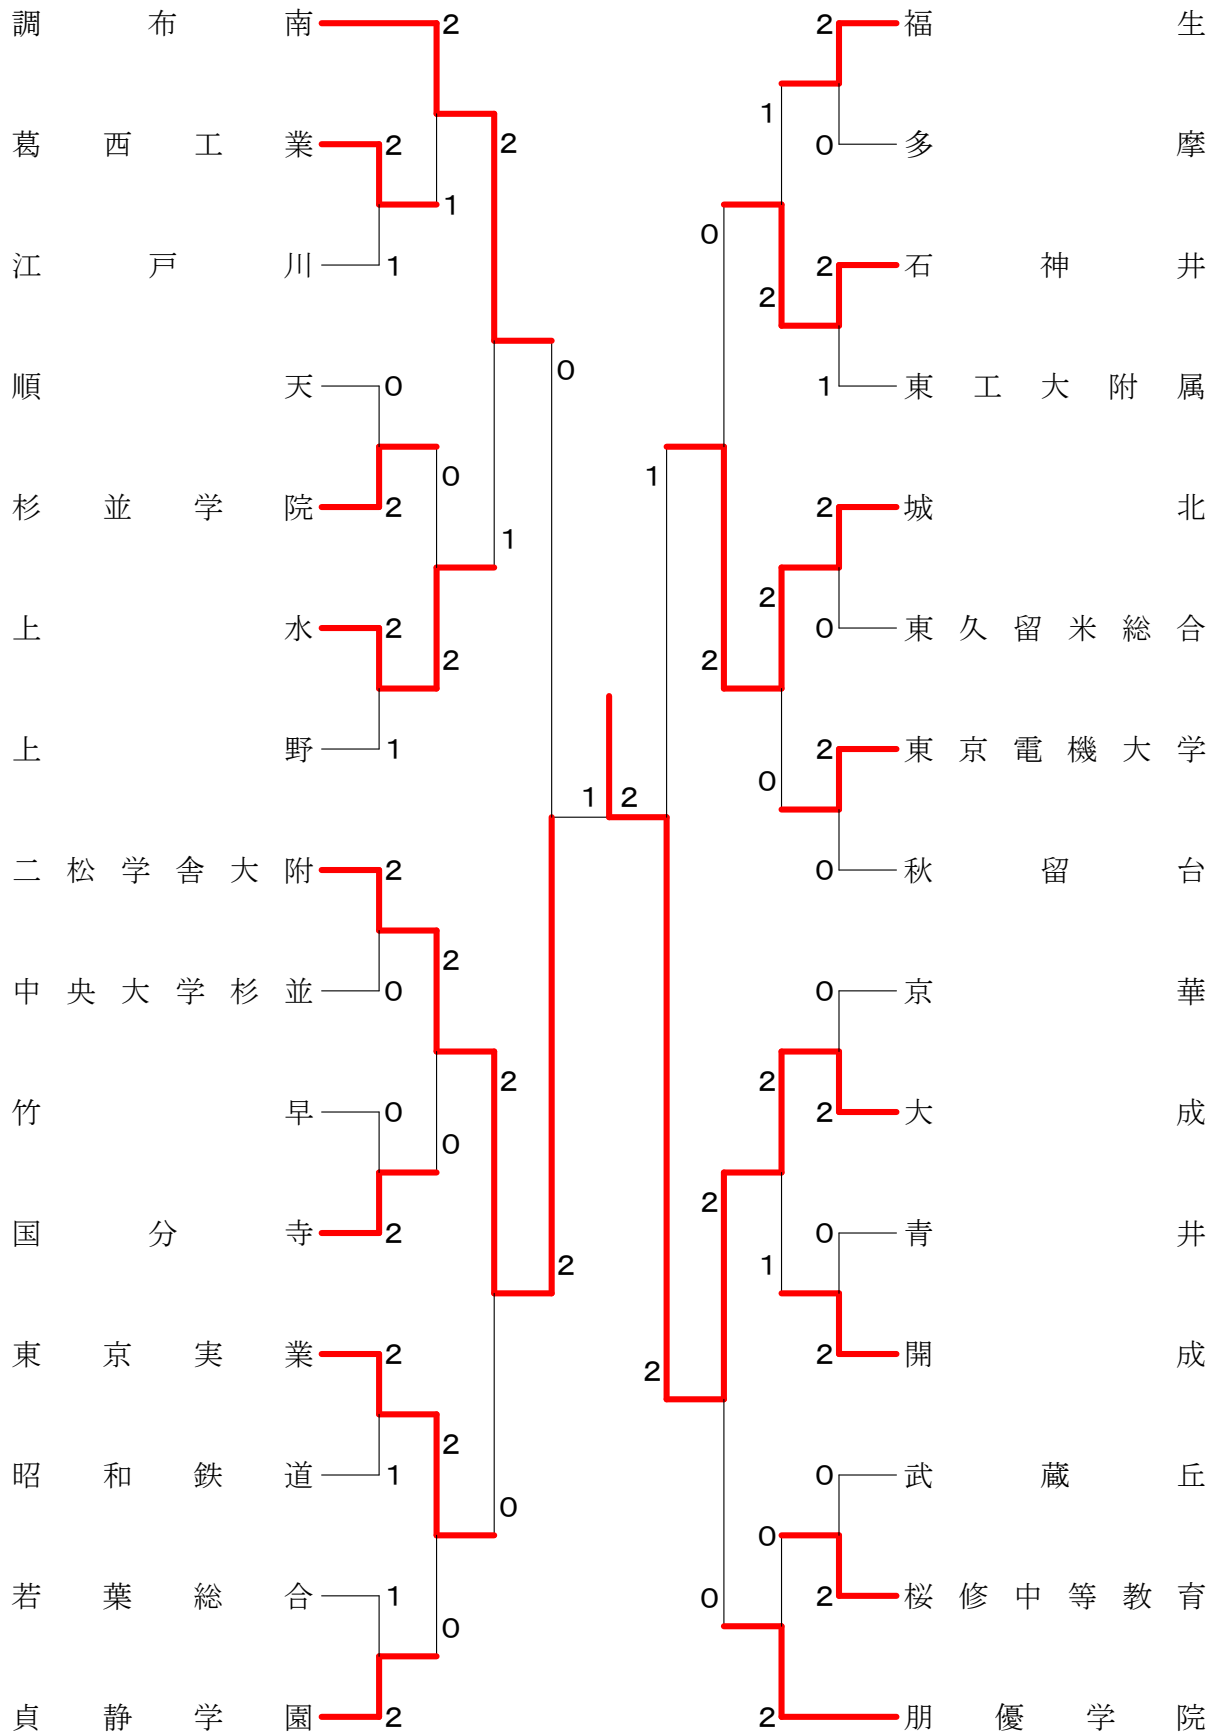 調布南 2 2 福生
1
葛西工業 2 2 0 多摩
1 0
江戸川 1 2 石神井
2
順天 0 0 1 東工大附属
0 1
杉並学院 2 2 城北
1 2
上水 2 2 2 0 東久留米総合
上野 1 2 東京電機大学
0
1 2
二松学舎大附 2 0 秋留台
2
中央大学杉並 0 0 京華
2 2
竹早 0 2 大成
0 2
国分寺 2 2 0 青井
1
東京実業 2 2 開成
2
2
昭和鉄道 1 0 武蔵丘
0 0
若葉総合 1 0 2 桜修中等教育
0
貞静学園 2 2 朋優学院